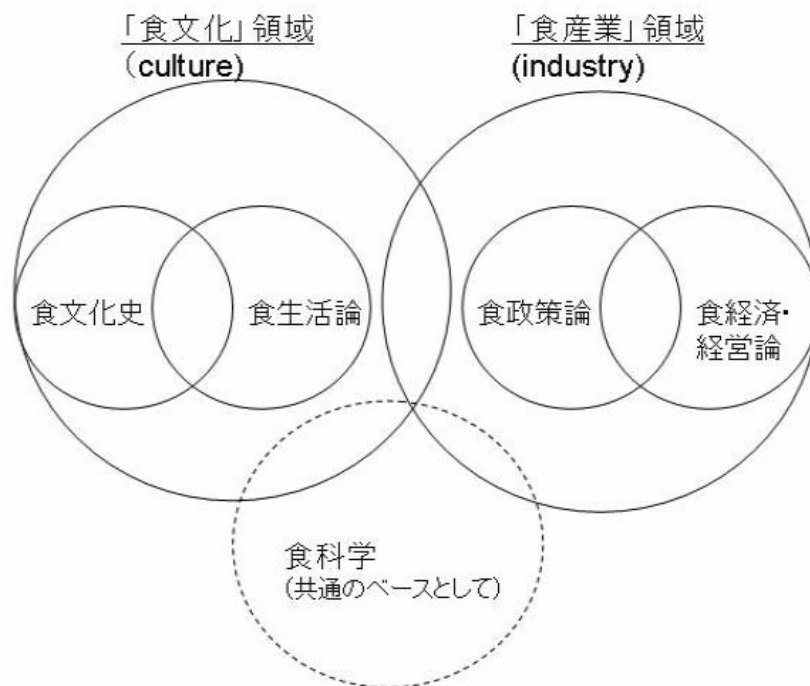 「食文化」領域
（culture)
「食産業」領域
(industry)
食文化史
食生活論
食政策論
食経済・
経営論
食科学
(共通のベースとして)